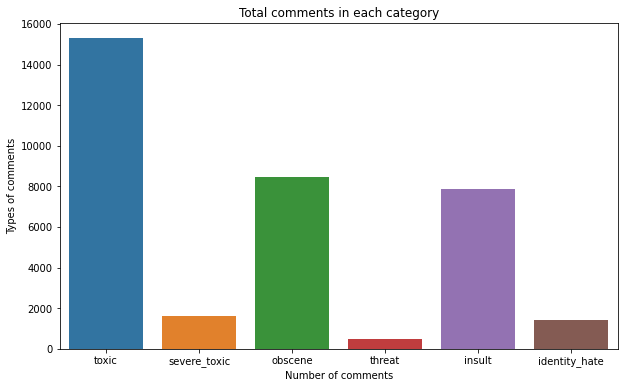 Total comments in each category
16000
14000
12000
10000
8000
6000
4000
2000
0
Types of comments
toxic severe_toxic obscene threat insult identity_hate
Number of comments